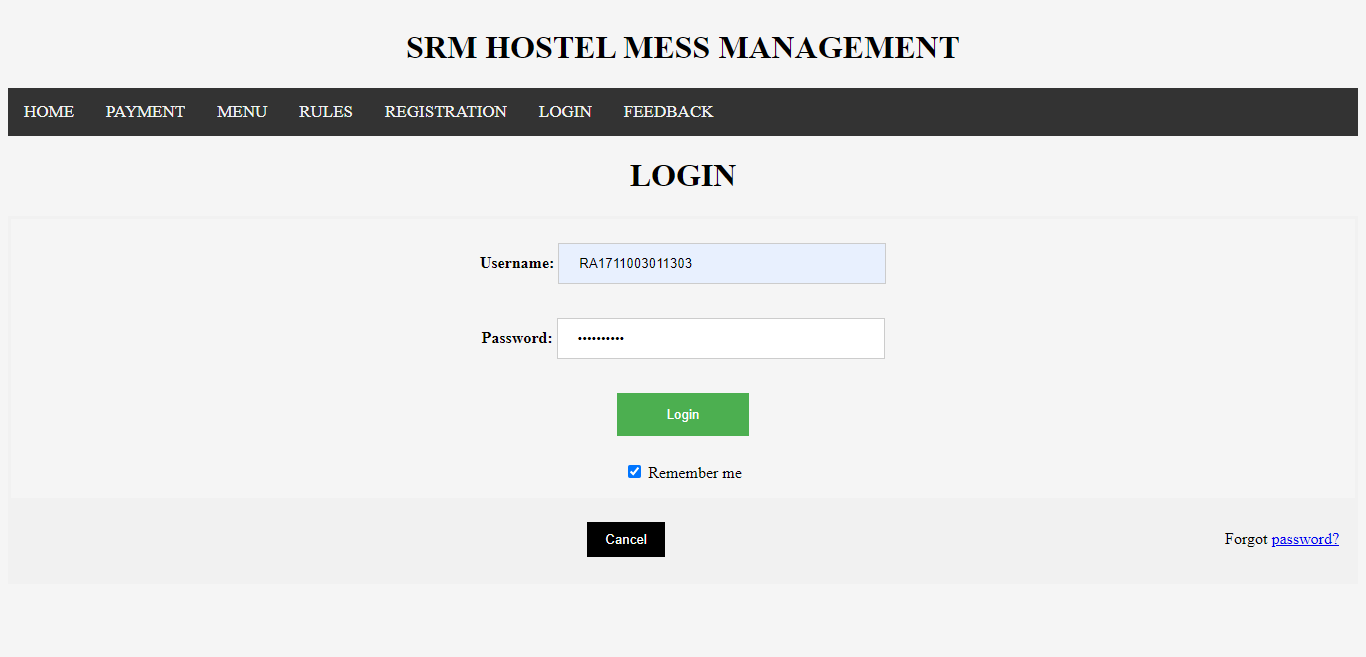 SRM HOSTEL MESS MANAGEMENT
HOME PAYMENT MENU RULES REGISTRATION LOGIN FEEDBACK
LOGIN
Username: RA1711003011303
Password: ••••••••••
Login
Remember me
Cancel Forgot password?